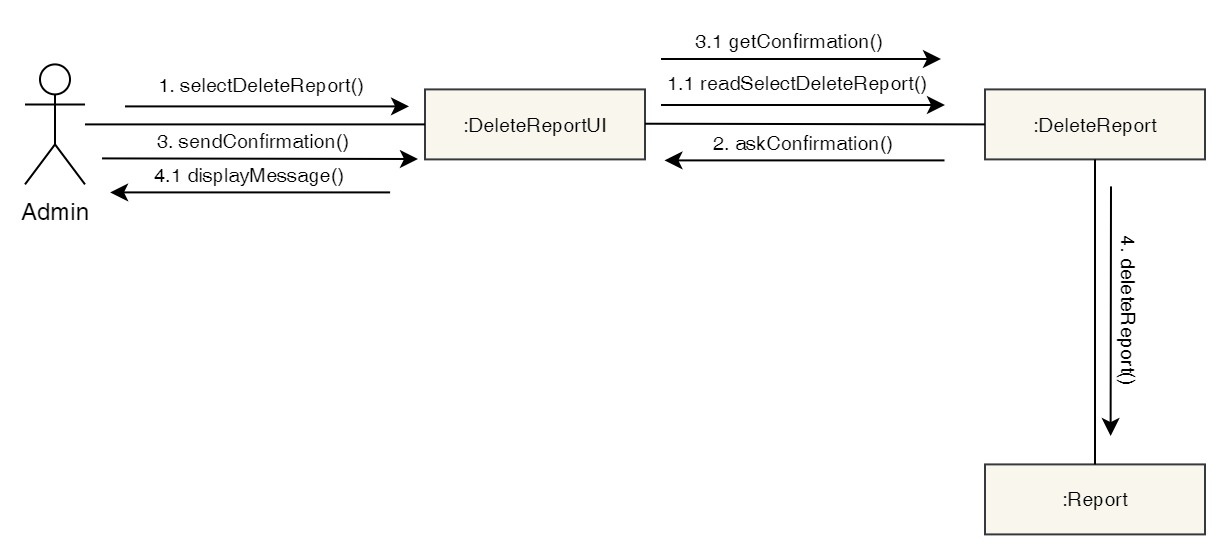 3.1 getConfirmation()
1. selectDeleteReport()
1.1 readSelectDeleteReport()
:DeleteReportUI
:DeleteReport
3. sendConfirmation()
2. askConfirmation()
4.1 displayMessage()
Admin
4. deleteReport()
:Report